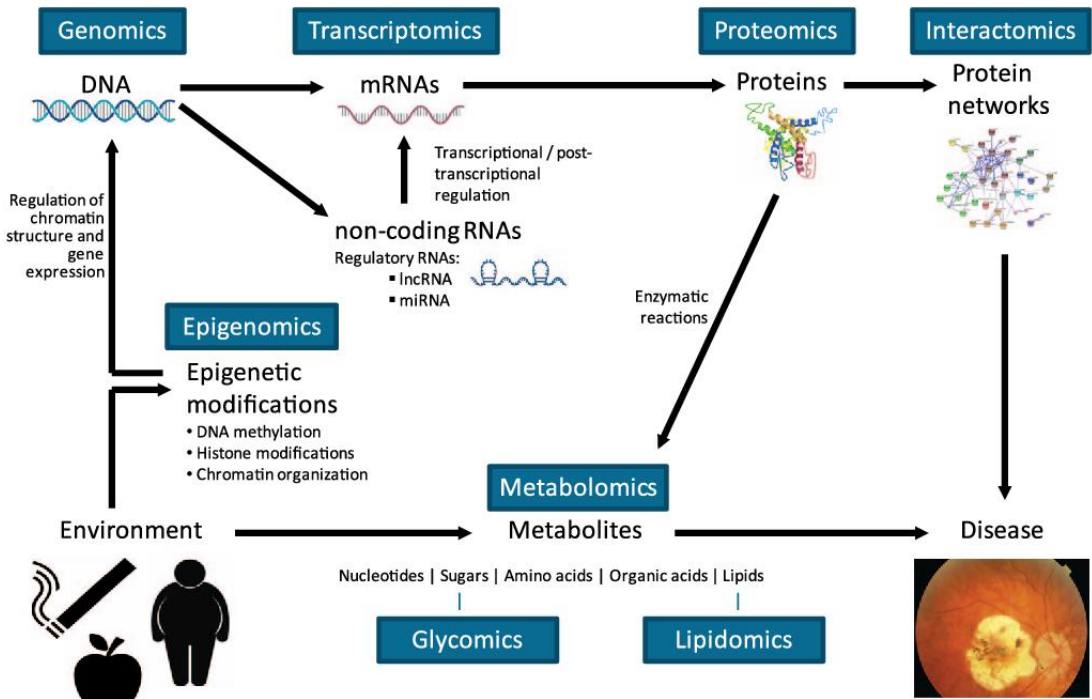 Genomics
Transcriptomics
Proteomics
Interactomics
DNA
mRNAs
Proteins
Protein
networks
Transcriptional / post-
transcriptional
regulation
Regulation of
chromatin
structure and
gene
expression
non-coding RNAs
Regulatory RNAs:
▪ lncRNA
▪ miRNA
Enzymatic
reactions
Epigenomics
Epigenetic
modifications
• DNA methylation
• Histone modifications
• Chromatin organization
Metabolomics
Environment
Metabolites
Disease
Nucleotides | Sugars | Amino acids | Organic acids | Lipids
Glycomics
Lipidomics